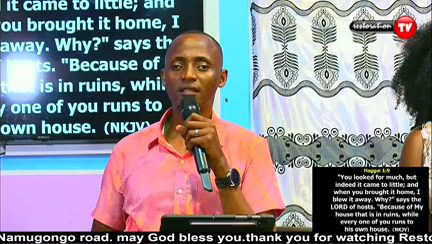 d it came to little; and
you brought it home, I
away. Why?" says the
hosts. "Because of
that is in ruins, whi
y one of you runs to
own house. (NKJV)
restoration
TV
Haggai 1:9
"You looked for much, but
indeed it came to little; and
when you brought it home, I
blew it away. Why?" says the
LORD of hosts. "Because of My
house that is in ruins, while
every one of you runs to
his own house. (NKJV)
Namugongo road. may God bless you.thank you for watching Resto